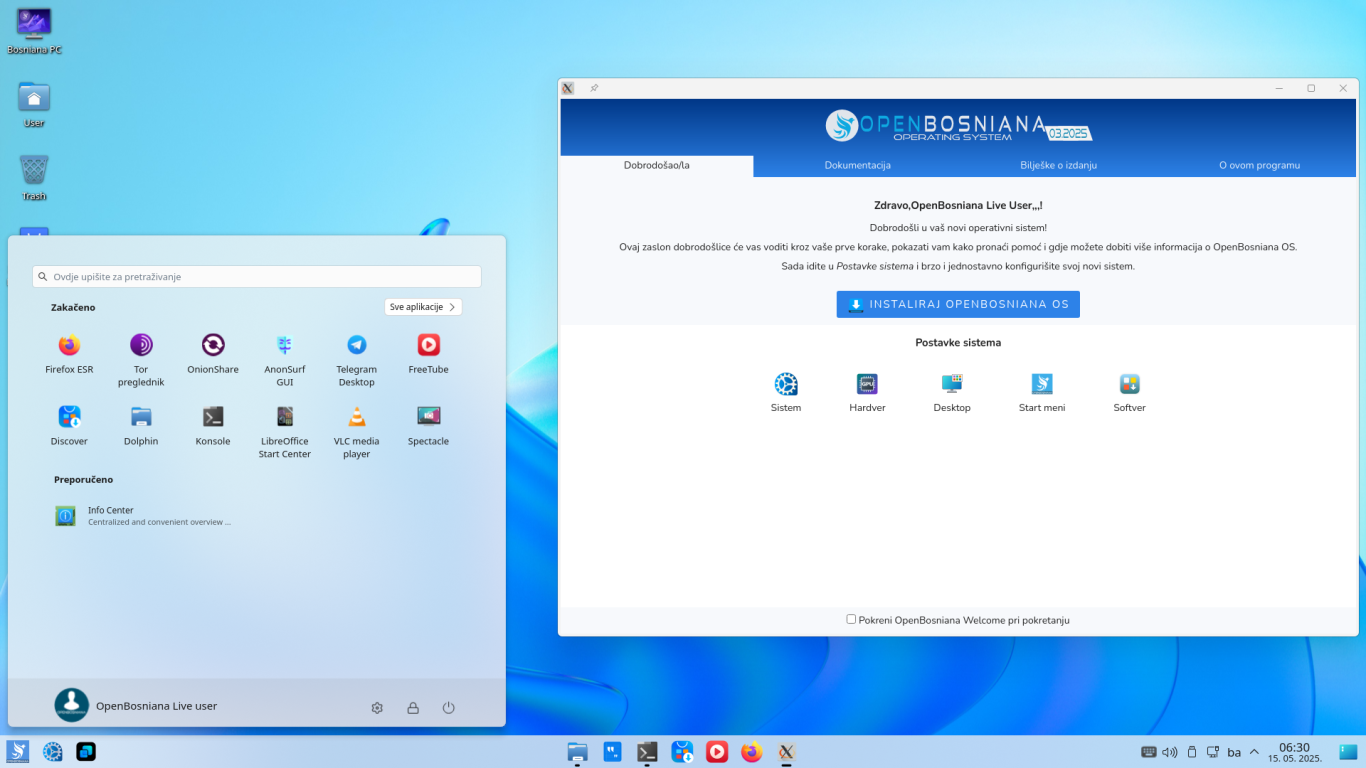 Bosniana PC
User
Trash
OPENBOSNIANA
OPERATING SYSTEM
03.2025
Dobrodošao/la
Dokumentacija
Bilješke o izdanju
O ovom programu
Zdravo,OpenBosniana Live User,,,!
Dobrodošli u vaš novi operativni sistem!
Ovaj zaslon dobrodošlice će vas voditi kroz vaše prve korake, pokazati vam kako pronaći pomoć i gdje možete dobiti više informacija o OpenBosniana OS.
Sada idite u Postavke sistema i brzo i jednostavno konfigurišite svoj novi sistem.
INSTALIRAJ OPENBOSNIANA OS
Postavke sistema
Sistem
Hardver
GPU
Desktop
Start meni
Softver
Pokreni OpenBosniana Welcome pri pokretanju
Ovdje upišite za pretraživanje
Zakačeno
Sve aplikacije
Firefox ESR
Tor
preglednik
OnionShare
AnonSurf
GUI
Telegram
Desktop
FreeTube
Discover
Dolphin
Konsole
LibreOffice
Start Center
VLC media
player
Spectacle
Preporučeno
Info Center
Centralized and convenient overview ...
OpenBosniana Live user
ba
06:30
15. 05. 2025.